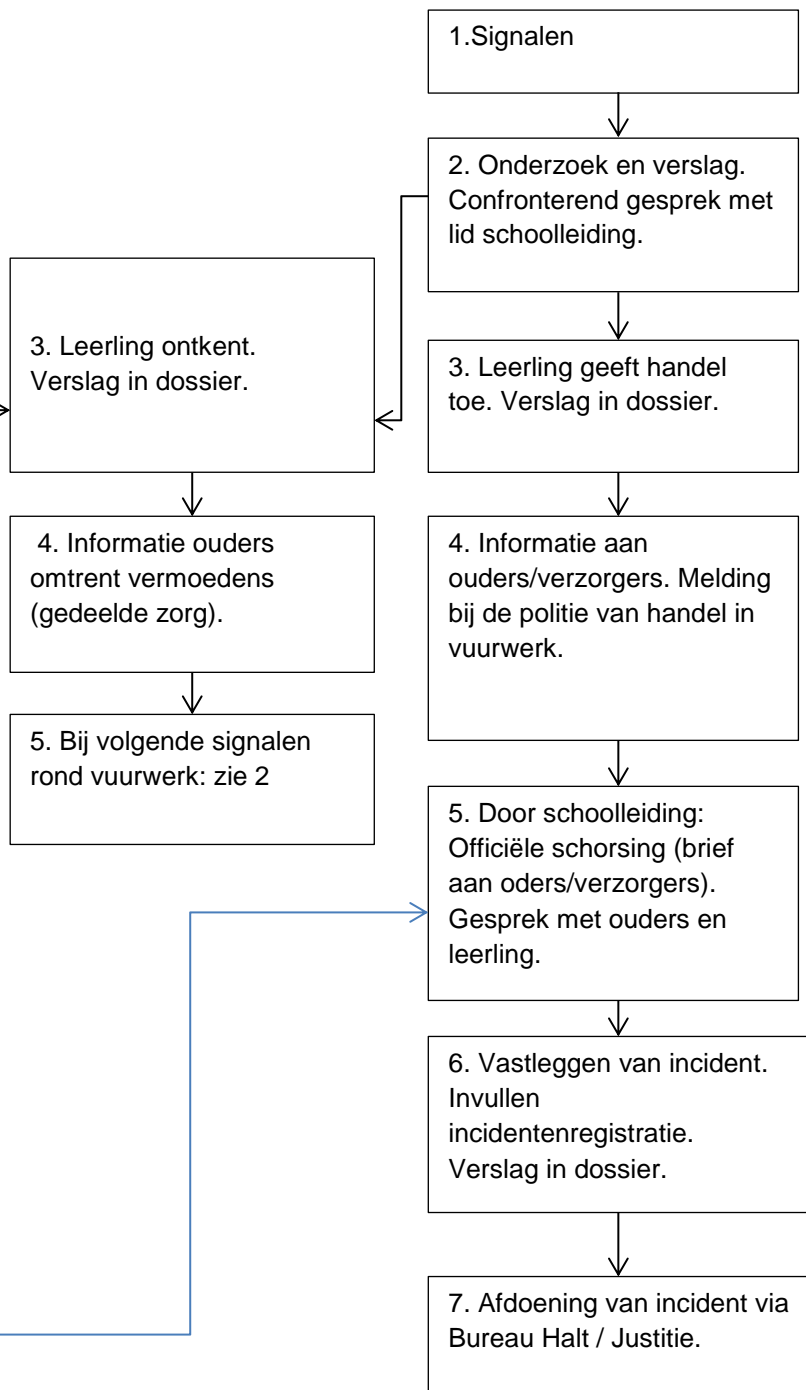 1.Signalen
2. Onderzoek en verslag.
Confronterend gesprek met
lid schoolleiding.
3. Leerling ontkent.
Verslag in dossier.
3. Leerling geeft handel
toe. Verslag in dossier.
4. Informatie ouders
omtrent vermoedens
(gedeelde zorg).
4. Informatie aan
ouders/verzorgers. Melding
bij de politie van handel in
vuurwerk.
5. Bij volgende signalen
rond vuurwerk: zie 2
5. Door schoolleiding:
Officiële schorsing (brief
aan oders/verzorgers).
Gesprek met ouders en
leerling.
6. Vastleggen van incident.
Invullen
incidentenregistratie.
Verslag in dossier.
7. Afdoening van incident via
Bureau Halt / Justitie.